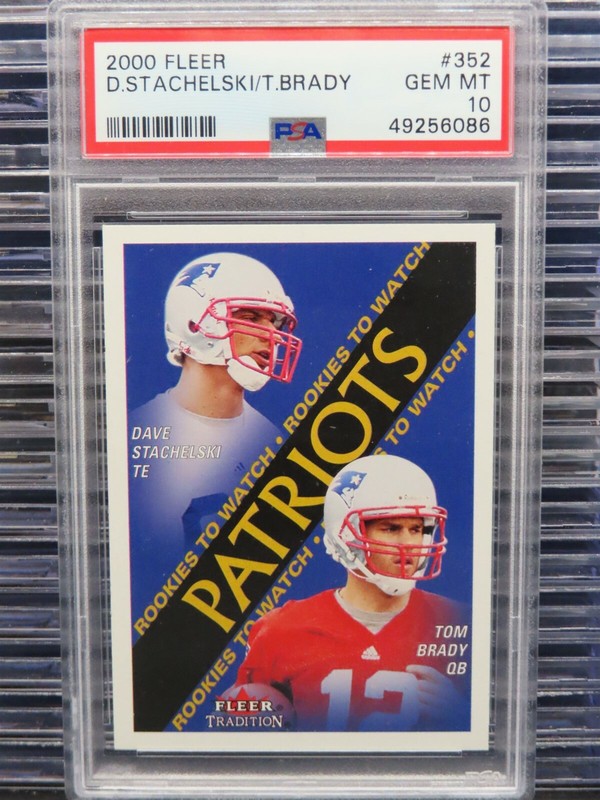 2000 FLEER #352
D.STACHELSKI/T.BRADY GEM MT
10
PSA 49256086
ROOKIES TO WATCH • ROOKIES TO WATCH
PATRIOTS
ROOKIES TO WATCH • S TO WATCH •
DAVE
STACHELSKI
TE
TOM
BRADY
QB
12
FLEER
TRADITION